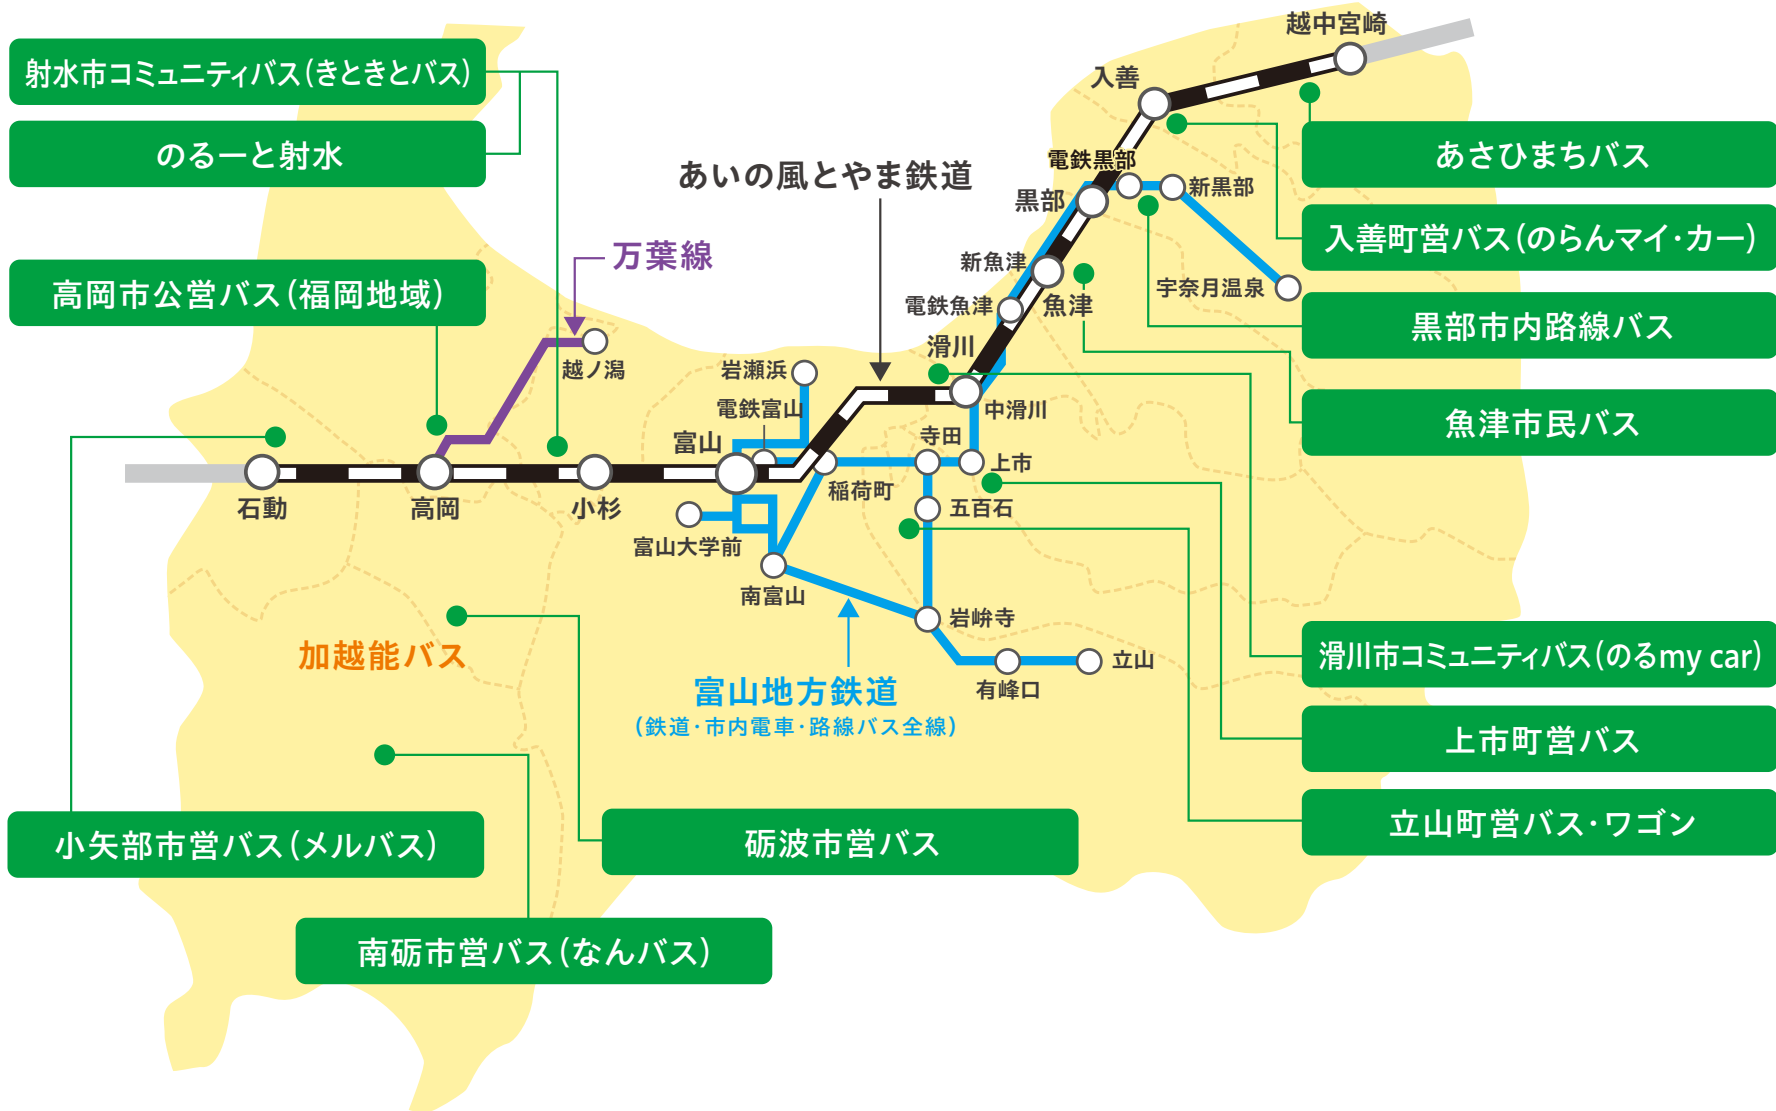 越中宮崎
射水市コミュニティバス(きときとバス)
入善
のるーと射水
あさひまちバス
電鉄黒部
あいの風とやま鉄道
新黒部
黒部
入善町営バス(のらんマイ・カー)
万葉線
新魚津
宇奈月温泉
高岡市公営バス(福岡地域)
電鉄魚津
魚津
黒部市内路線バス
滑川
越ノ潟
岩瀬浜
電鉄富山
中滑川
魚津市民バス
富山
寺田
上市
稲荷町
石動
高岡
小杉
五百石
富山大学前
南富山
岩峅寺
加越能バス
立山
滑川市コミュニティバス(のるmy car)
有峰口
富山地方鉄道
(鉄道・市内電車・路線バス全線)
上市町営バス
立山町営バス・ワゴン
小矢部市営バス(メルバス)
砺波市営バス
南砺市営バス(なんバス)